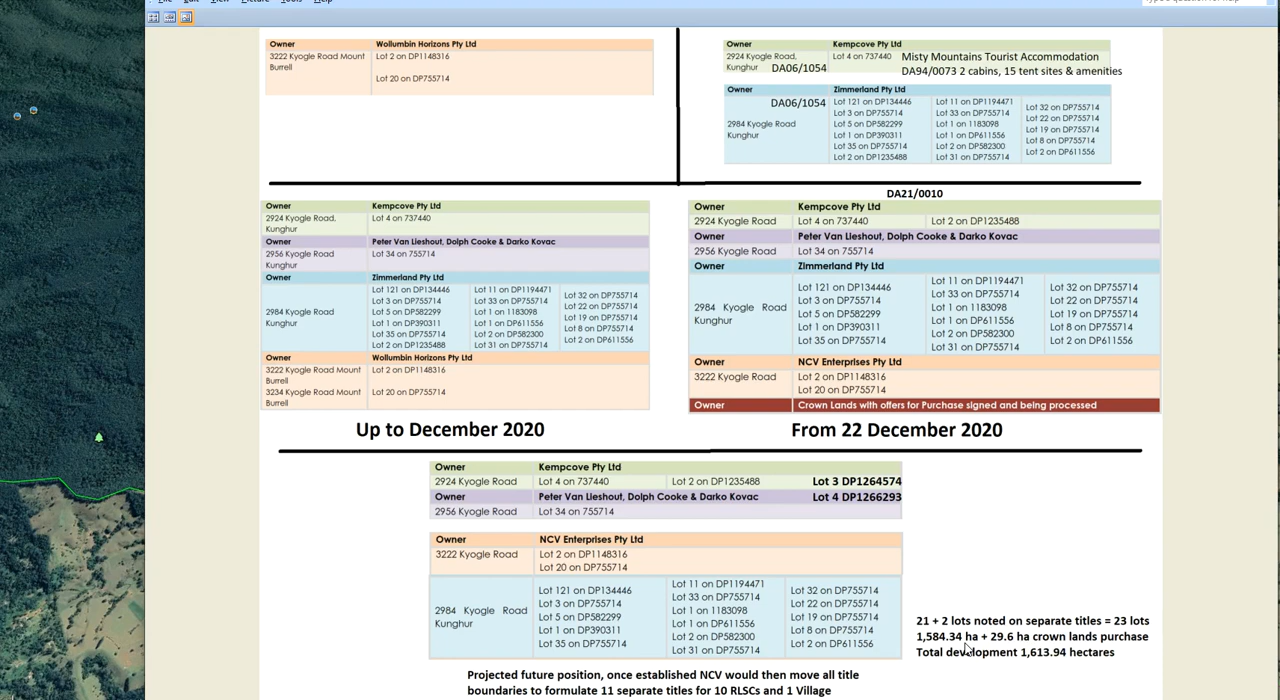 Owner Wollumbin Horizons Pty Ltd
3222 Kyogle Road Mount Lot 2 on DP1148316
Burrell
Lot 20 on DP755714
Owner Kempcove Pty Ltd
2924 Kyogle Road, Lot 4 on 737440 Misty Mountains Tourist Accommodation
Kunghur DA06/1054 DA94/0073 2 cabins, 15 tent sites & amenities
Owner Zimmerland Pty Ltd
DA06/1054 Lot 121 on DP134446 Lot 11 on DP1194471 Lot 32 on DP755714
Lot 3 on DP755714 Lot 33 on DP755714 Lot 22 on DP755714
2984 Kyogle Road Lot 5 on DP582299 Lot 1 on 1183098 Lot 19 on DP755714
Kunghur Lot 1 on DP390311 Lot 1 on DP611556 Lot 8 on DP755714
Lot 35 on DP755714 Lot 2 on DP582300 Lot 2 on DP611556
Lot 2 on DP1235488 Lot 31 on DP755714
Owner Kempcove Pty Ltd
2924 Kyogle Road, Lot 4 on 737440
Kunghur
Owner Peter Van Lieshout, Dolph Cooke & Darko Kovac
2956 Kyogle Road Lot 34 on 755714
Kunghur
Owner Zimmerland Pty Ltd
Lot 121 on DP134446 Lot 11 on DP1194471 Lot 32 on DP755714
Lot 3 on DP755714 Lot 33 on DP755714 Lot 22 on DP755714
2984 Kyogle Road Lot 5 on DP582299 Lot 1 on 1183098 Lot 19 on DP755714
Kunghur Lot 1 on DP390311 Lot 1 on DP611556 Lot 8 on DP755714
Lot 35 on DP755714 Lot 2 on DP582300 Lot 2 on DP611556
Lot 2 on DP1235488 Lot 31 on DP755714
Owner Wollumbin Horizons Pty Ltd
3222 Kyogle Road Mount Lot 2 on DP1148316
Burrell
3234 Kyogle Road Mount Lot 20 on DP755714
Burrell
Up to December 2020
DA21/0010
Owner Kempcove Pty Ltd
2924 Kyogle Road Lot 4 on 737440 Lot 2 on DP1235488
Owner Peter Van Lieshout, Dolph Cooke & Darko Kovac
2956 Kyogle Road Lot 34 on 755714
Owner Zimmerland Pty Ltd
Lot 121 on DP134446 Lot 11 on DP1194471 Lot 32 on DP755714
Lot 3 on DP755714 Lot 33 on DP755714 Lot 22 on DP755714
2984 Kyogle Road Lot 5 on DP582299 Lot 1 on 1183098 Lot 19 on DP755714
Kunghur Lot 1 on DP390311 Lot 1 on DP611556 Lot 8 on DP755714
Lot 35 on DP755714 Lot 2 on DP582300 Lot 2 on DP611556
Lot 31 on DP755714
Owner NCV Enterprises Pty Ltd
3222 Kyogle Road Lot 2 on DP1148316
Lot 20 on DP755714
Owner Crown Lands with offers for Purchase signed and being processed
From 22 December 2020
Owner Kempcove Pty Ltd
2924 Kyogle Road Lot 4 on 737440 Lot 2 on DP1235488 Lot 3 DP1264574
Owner Peter Van Lieshout, Dolph Cooke & Darko Kovac Lot 4 DP1266293
2956 Kyogle Road Lot 34 on 755714
Owner NCV Enterprises Pty Ltd
3222 Kyogle Road Lot 2 on DP1148316
Lot 20 on DP755714
Lot 121 on DP134446 Lot 11 on DP1194471 Lot 32 on DP755714
Lot 3 on DP755714 Lot 33 on DP755714 Lot 22 on DP755714
2984 Kyogle Road Lot 5 on DP582299 Lot 1 on 1183098 Lot 19 on DP755714
Kunghur Lot 1 on DP390311 Lot 1 on DP611556 Lot 8 on DP755714
Lot 35 on DP755714 Lot 2 on DP582300 Lot 2 on DP611556
Lot 31 on DP755714
21 + 2 lots noted on separate titles = 23 lots
1,584.34 ha + 29.6 ha crown lands purchase
Total development 1,613.94 hectares
Projected future position, once established NCV would then move all title
boundaries to formulate 11 separate titles for 10 RLSCs and 1 Village